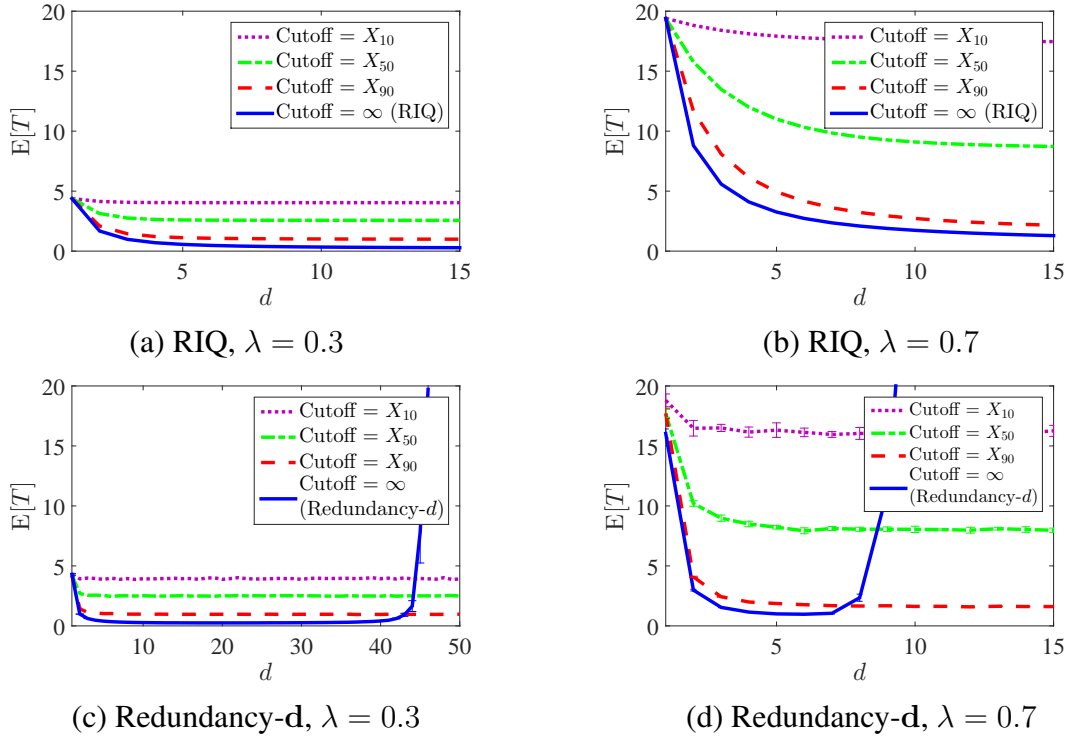 20
15
10
5
0
E[T]
Cutoff = X₁₀
Cutoff = X₅₀
Cutoff = X₉₀
Cutoff = ∞ (RIQ)
5 10 15
d
(a) RIQ, λ = 0.3
20
15
10
5
0
E[T]
Cutoff = X₁₀
Cutoff = X₅₀
Cutoff = X₉₀
Cutoff = ∞ (RIQ)
5 10 15
d
(b) RIQ, λ = 0.7
20
15
10
5
0
E[T]
Cutoff = X₁₀
Cutoff = X₅₀
Cutoff = X₉₀
Cutoff = ∞
(Redundancy-d)
10 20 30 40 50
d
(c) Redundancy-d, λ = 0.3
20
15
10
5
0
E[T]
Cutoff = X₁₀
Cutoff = X₅₀
Cutoff = X₉₀
Cutoff = ∞
(Redundancy-d)
5 10 15
d
(d) Redundancy-d, λ = 0.7